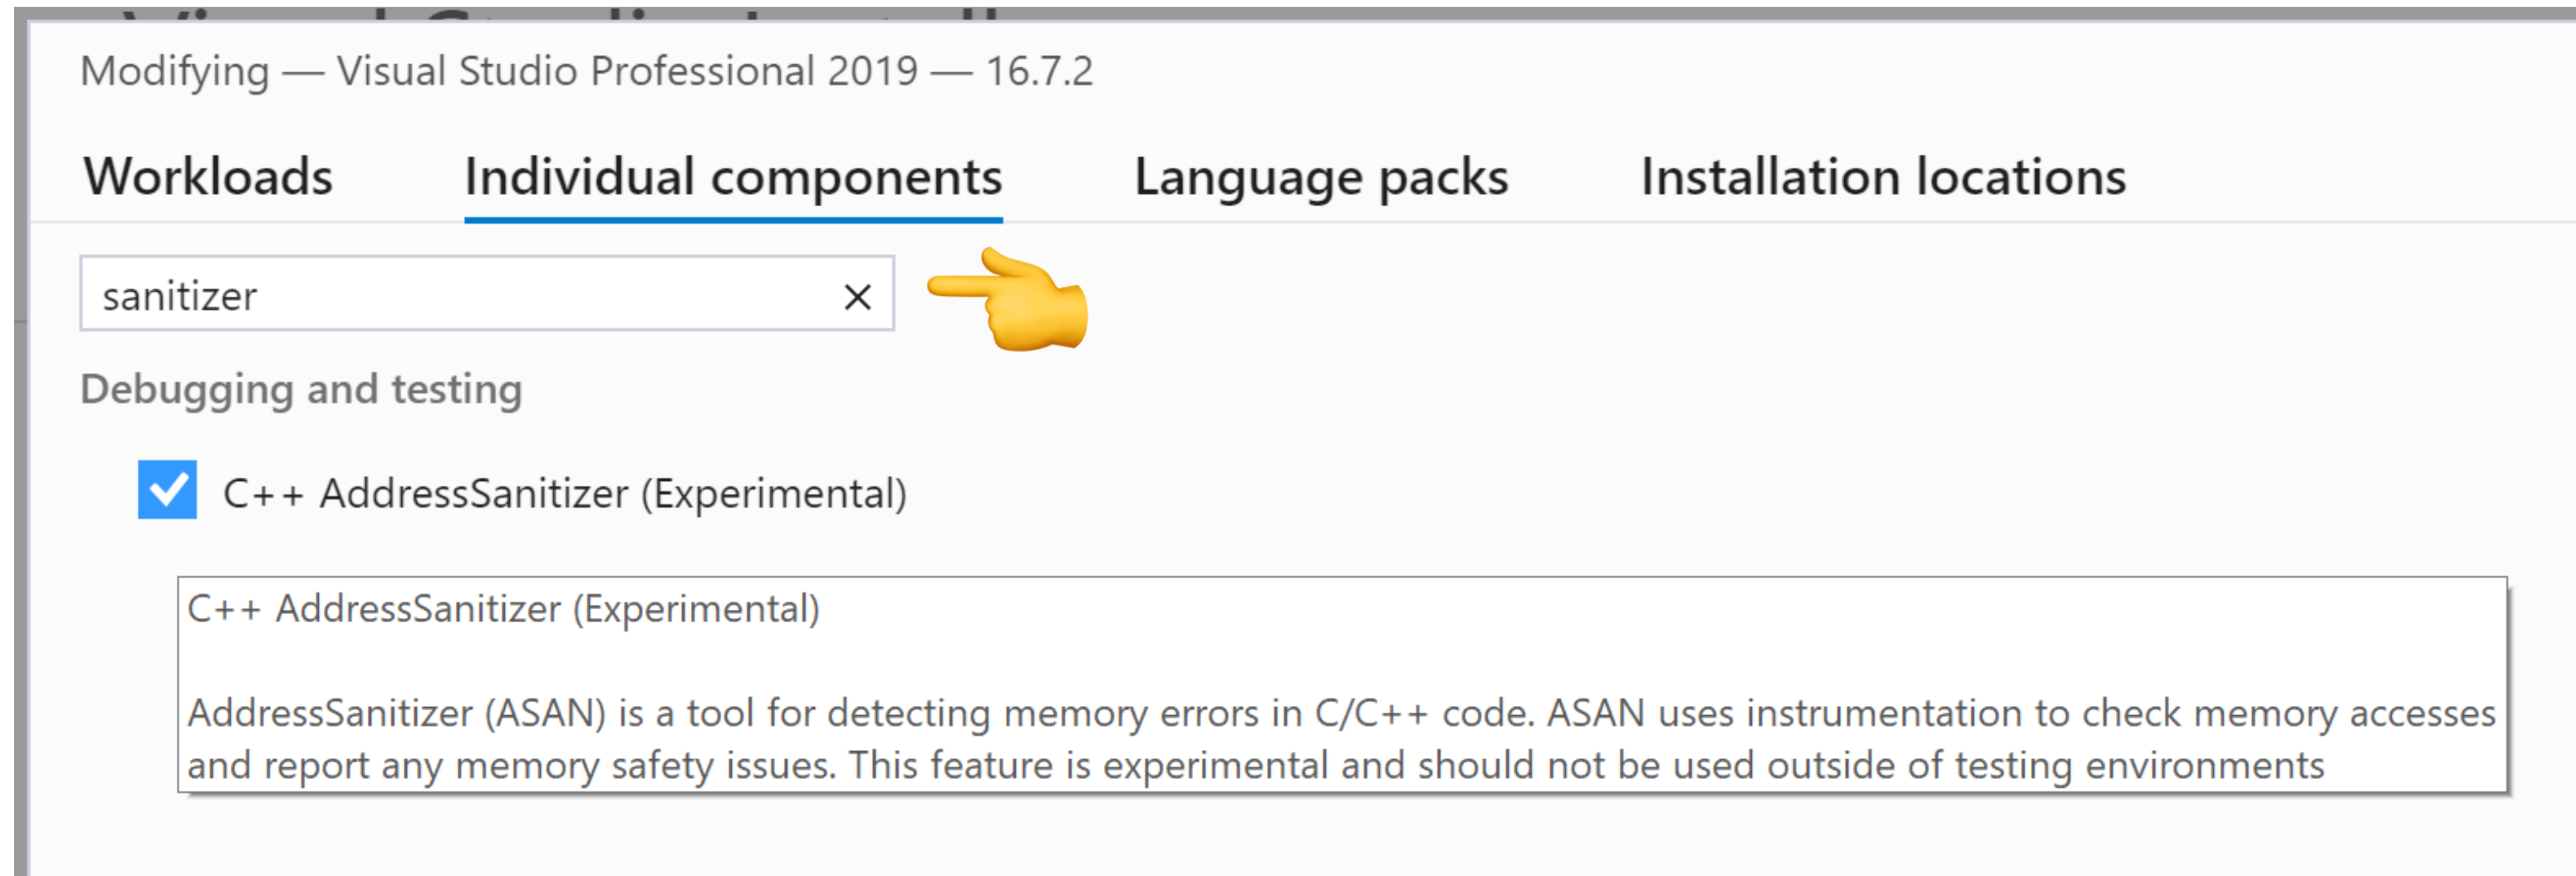 Modifying — Visual Studio Professional 2019 — 16.7.2
Workloads Individual components Language packs Installation locations
sanitizer
Debugging and testing
C++ AddressSanitizer (Experimental)
C++ AddressSanitizer (Experimental)
AddressSanitizer (ASAN) is a tool for detecting memory errors in C/C++ code. ASAN uses instrumentation to check memory accesses
and report any memory safety issues. This feature is experimental and should not be used outside of testing environments